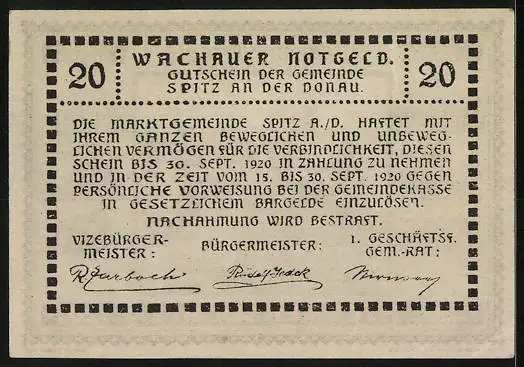 20 WACHAUER NOTGELD. 20
GUTSCHEIN DER GEMEINDE
SPITZ AN DER DONAU.
DIE MARKTGEMEINDE SPITZ A./D. HAFTET MIT
IHREM GANZEN BEWEGLICHEN UND UNBEWEG-
LICHEN VERMÖGEN FÜR DIE VERBINDLICHKEIT, DIESEN
SCHEIN BIS 30. SEPT. 1920 IN ZAHLUNG ZU NEHMEN
UND IN DER ZEIT VOM 15. BIS 30. SEPT. 1920 GEGEN
PERSÖNLICHE VORWEISUNG BEI DER GEMEINDEKASSE
IN GESETZLICHEM BARGELDE EINZULÖSEN.
NACHAHMUNG WIRD BESTRAFT.
VIZEBÜRGER-
MEISTER:
BÜRGERMEISTER:
1. GESCHÄFTSF.
GEM.-RAT: